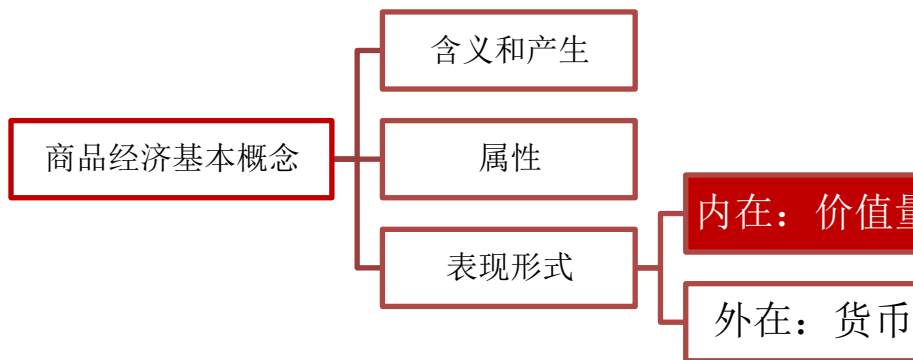 含义和产生
商品经济基本概念
属性
内在：价值量
表现形式
外在：货币